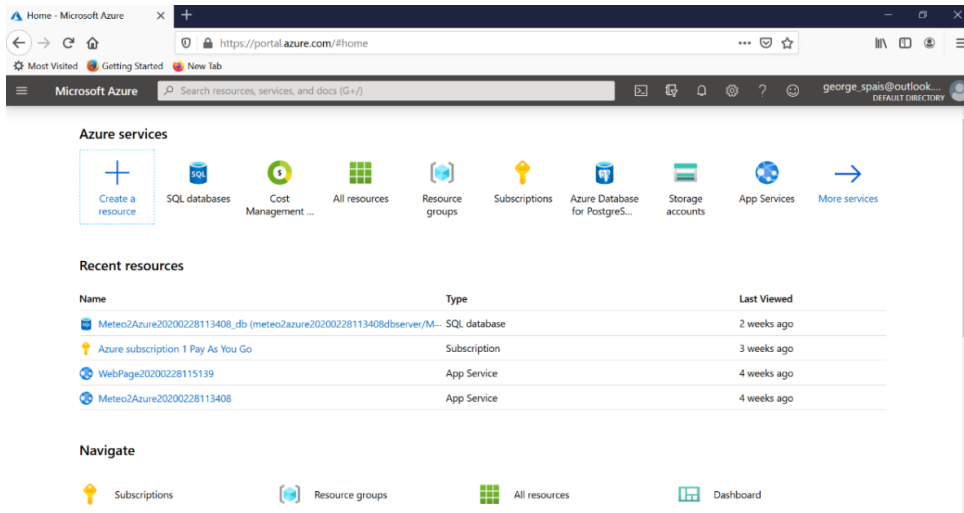 Home - Microsoft Azure
https://portal.azure.com/#home
Most Visited Getting Started New Tab
Microsoft Azure Search resources, services, and docs (G+/) george_spais@outlook....
DEFAULT DIRECTORY
Azure services
Create a resource
SQL databases
Cost Management ...
All resources
Resource groups
Subscriptions
Azure Database for PostgreS...
Storage accounts
App Services
More services
Recent resources
Name Type Last Viewed
Meteo2Azure20200228113408_db (meteo2azure20200228113408dbserver/M... SQL database 2 weeks ago
Azure subscription 1 Pay As You Go Subscription 3 weeks ago
WebPage20200228115139 App Service 4 weeks ago
Meteo2Azure20200228113408 App Service 4 weeks ago
Navigate
Subscriptions Resource groups All resources Dashboard